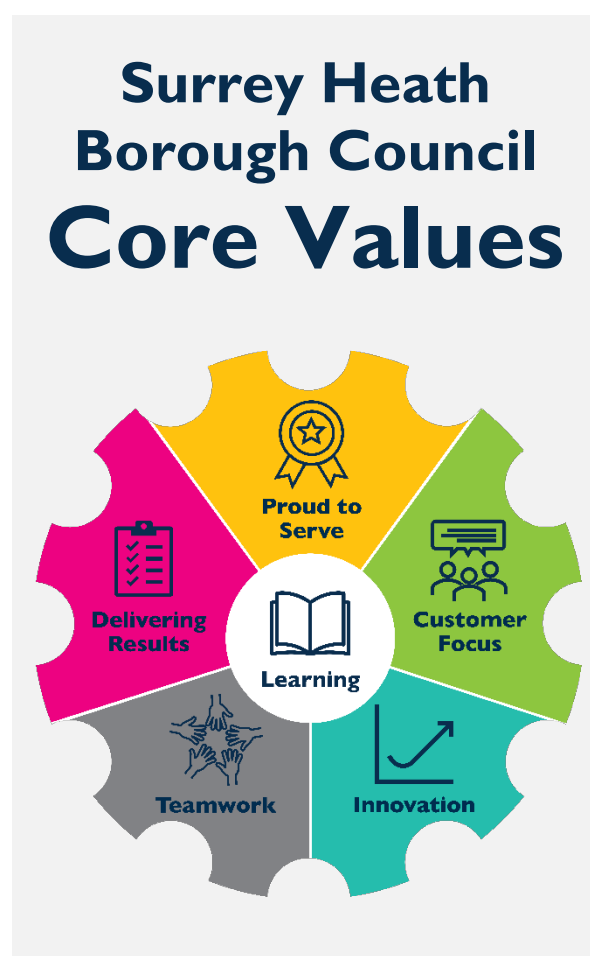 Surrey Heath
Borough Council
Core Values
Proud to
Serve
Delivering
Results
Customer
Focus
Learning
Teamwork
Innovation